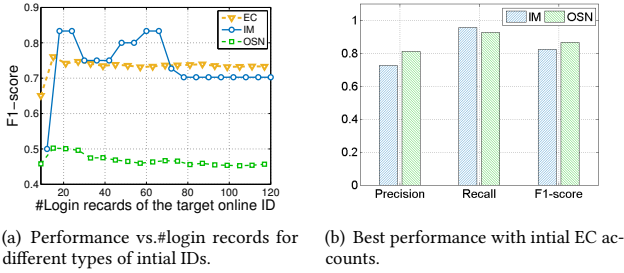 0.9
0.8
0.7
0.6
0.5
0.4
F1−score
EC
IM
OSN
20 40 60 80 100 120
#Login recards of the target online ID
1
0.8
0.6
0.4
0.2
0
IM OSN
Precision Recall F1-score
(a) Performance vs.#login records for
different types of intial IDs.
(b) Best performance with intial EC ac-
counts.